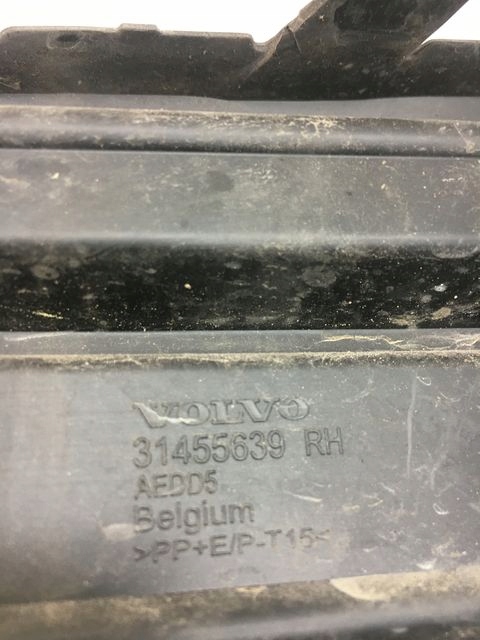 VOLVO
31455639 RH
AEDD5
Belgium
>PP+E/P-T15<